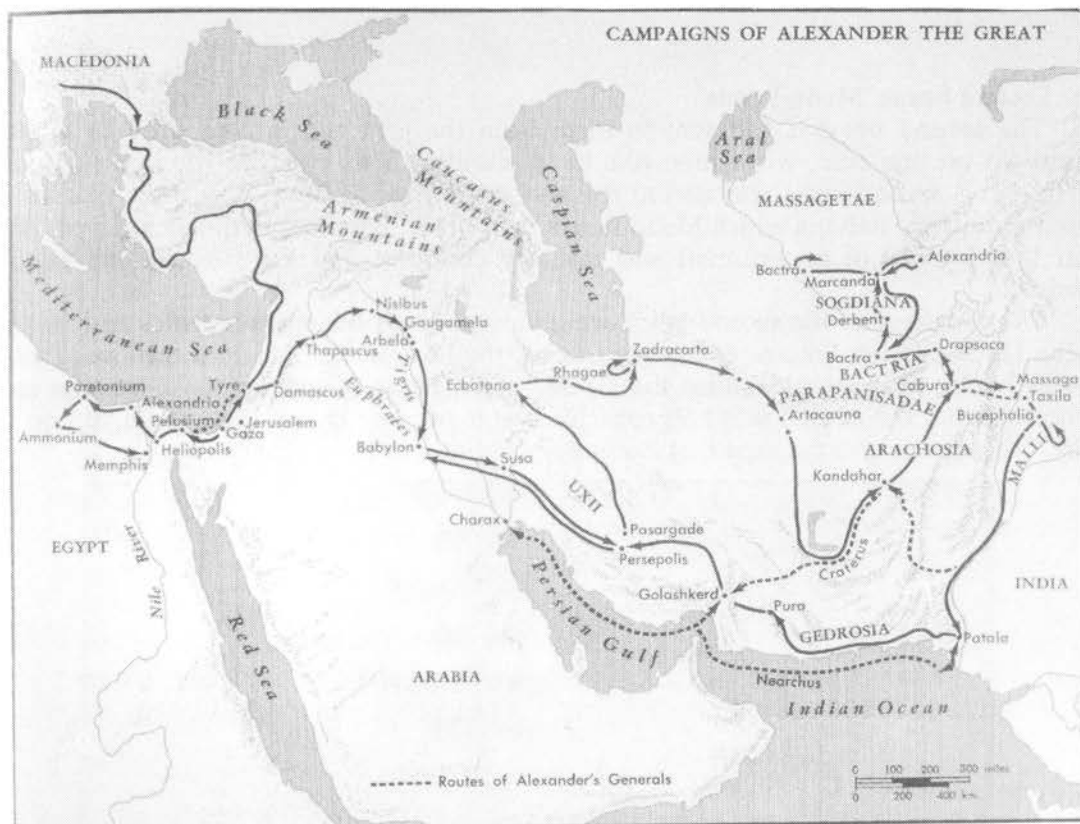 CAMPAIGNS OF ALEXANDER THE GREAT
MACEDONIA
Black Sea
Caucasus
Mountains
Armenian
Mountains
Caspian Sea
Aral
Sea
MASSAGETAE
Bactra
Marcanda
Alexandria
SOGDIANA
Derbent
Bactra
BACTRIA
Drapsaca
Mediterranean Sea
Nisibus
Gaugamela
Arbela
Thapascus
Tigris
Euphrates
Zadracarta
Rhagae
Ecbatana
PARAPANISADAE
Cabura
Massaga
Taxila
Bucephalia
Artacauna
Paretonium
Alexandria
Tyre
Damascus
Pelusium
Gaza
Jerusalem
Ammonium
Memphis
Heliopolis
Babylon
Susa
ARACHOSIA
MALLI
Kandahar
UXII
Charax
Pasargade
Persepolis
EGYPT
Nile River
Craterus
INDIA
Persian Gulf
Golashkerd
Pura
GEDROSIA
Patala
Red Sea
ARABIA
Nearchus
Indian Ocean
Routes of Alexander's Generals
0 100 200 300 miles
0 200 400 km.